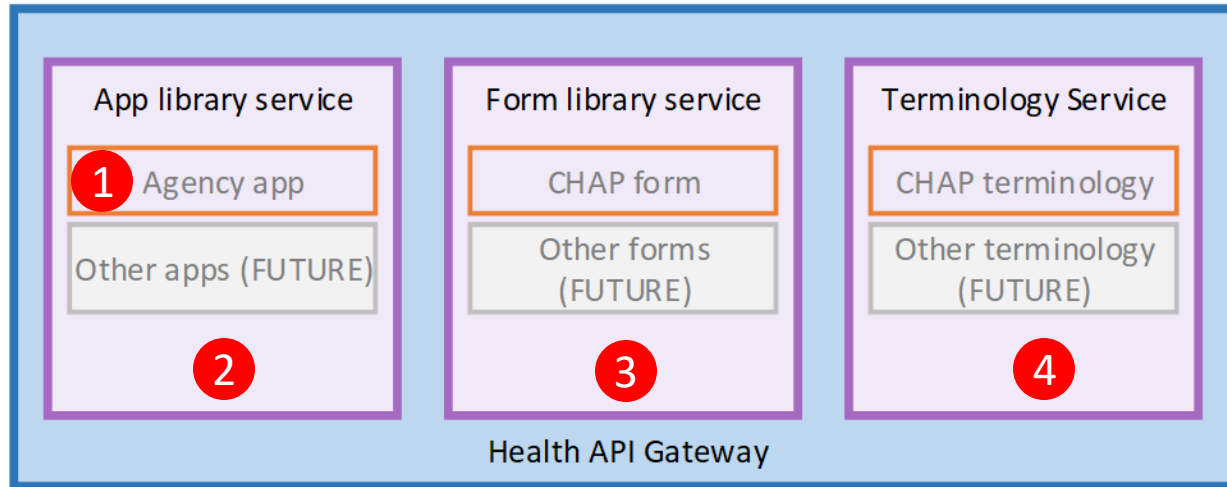 App library service
1
Agency app
Other apps (FUTURE)
2
Form library service
CHAP form
Other forms
(FUTURE)
3
Terminology Service
CHAP terminology
Other terminology
(FUTURE)
4
Health API Gateway